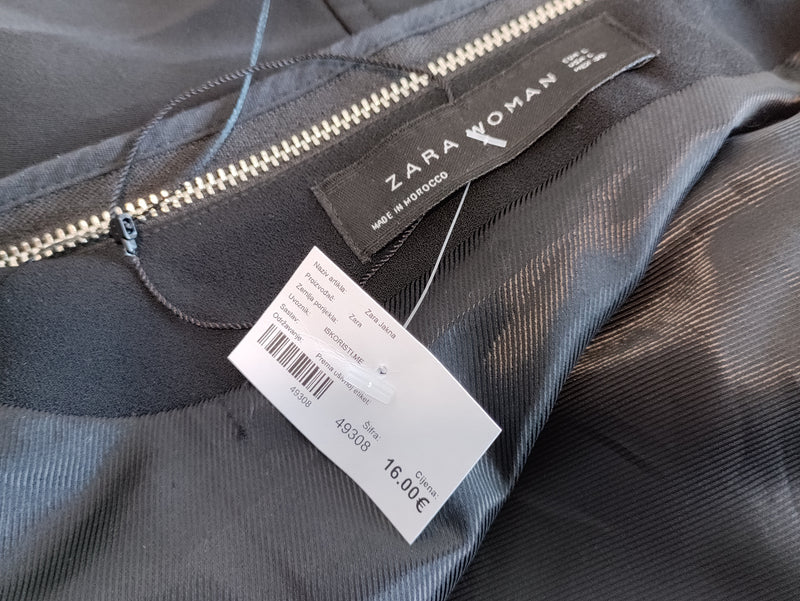 ZARA WOMAN
MADE IN MOROCCO
Naziv artikla: Zara Jakna
Proizvođač: Zara
Zemlja porijekla:
Uvoznik: ISKORISTI.ME
Sastav:
Održavanje: Prema ušivnoj etiketi
49308
Šifra:
49308
Cijena:
16.00€